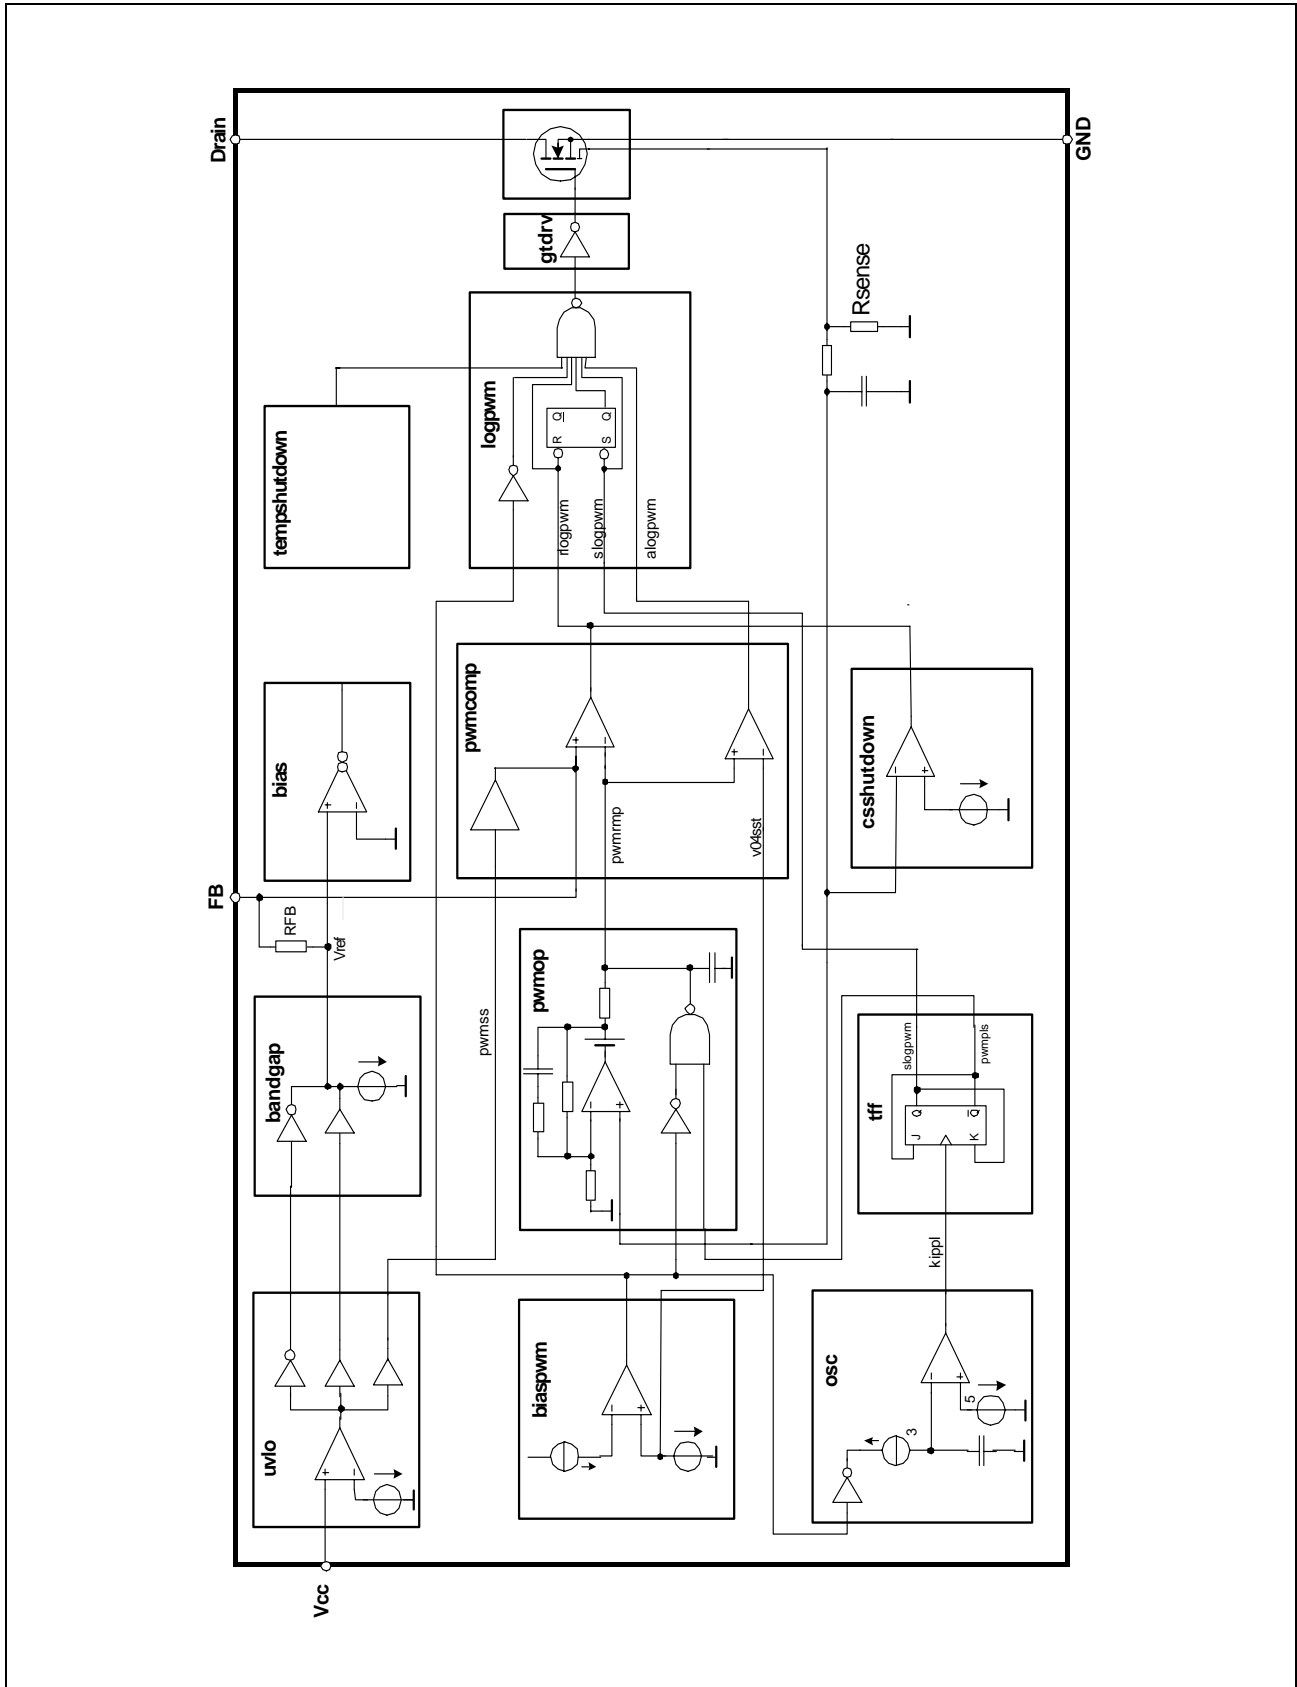 FB
Drain
uvlo
bandgap
RFB
bias
tempshutdown
Vcc
+
−
Vref
+
−
pwmss
pwmcomp
logpwm
biaspwm
pwmop
gtdrv
R
Q
rlogpwm
+
−
−
+
−
+
pwmrmp
slogpwm
S
Q
alogpwm
v04sst
+
−
osc
tff
csshutdown
Rsense
−
+
slogpwm
J
Q
3
−
+
5
kippl
pwmpls
K
Q
GND